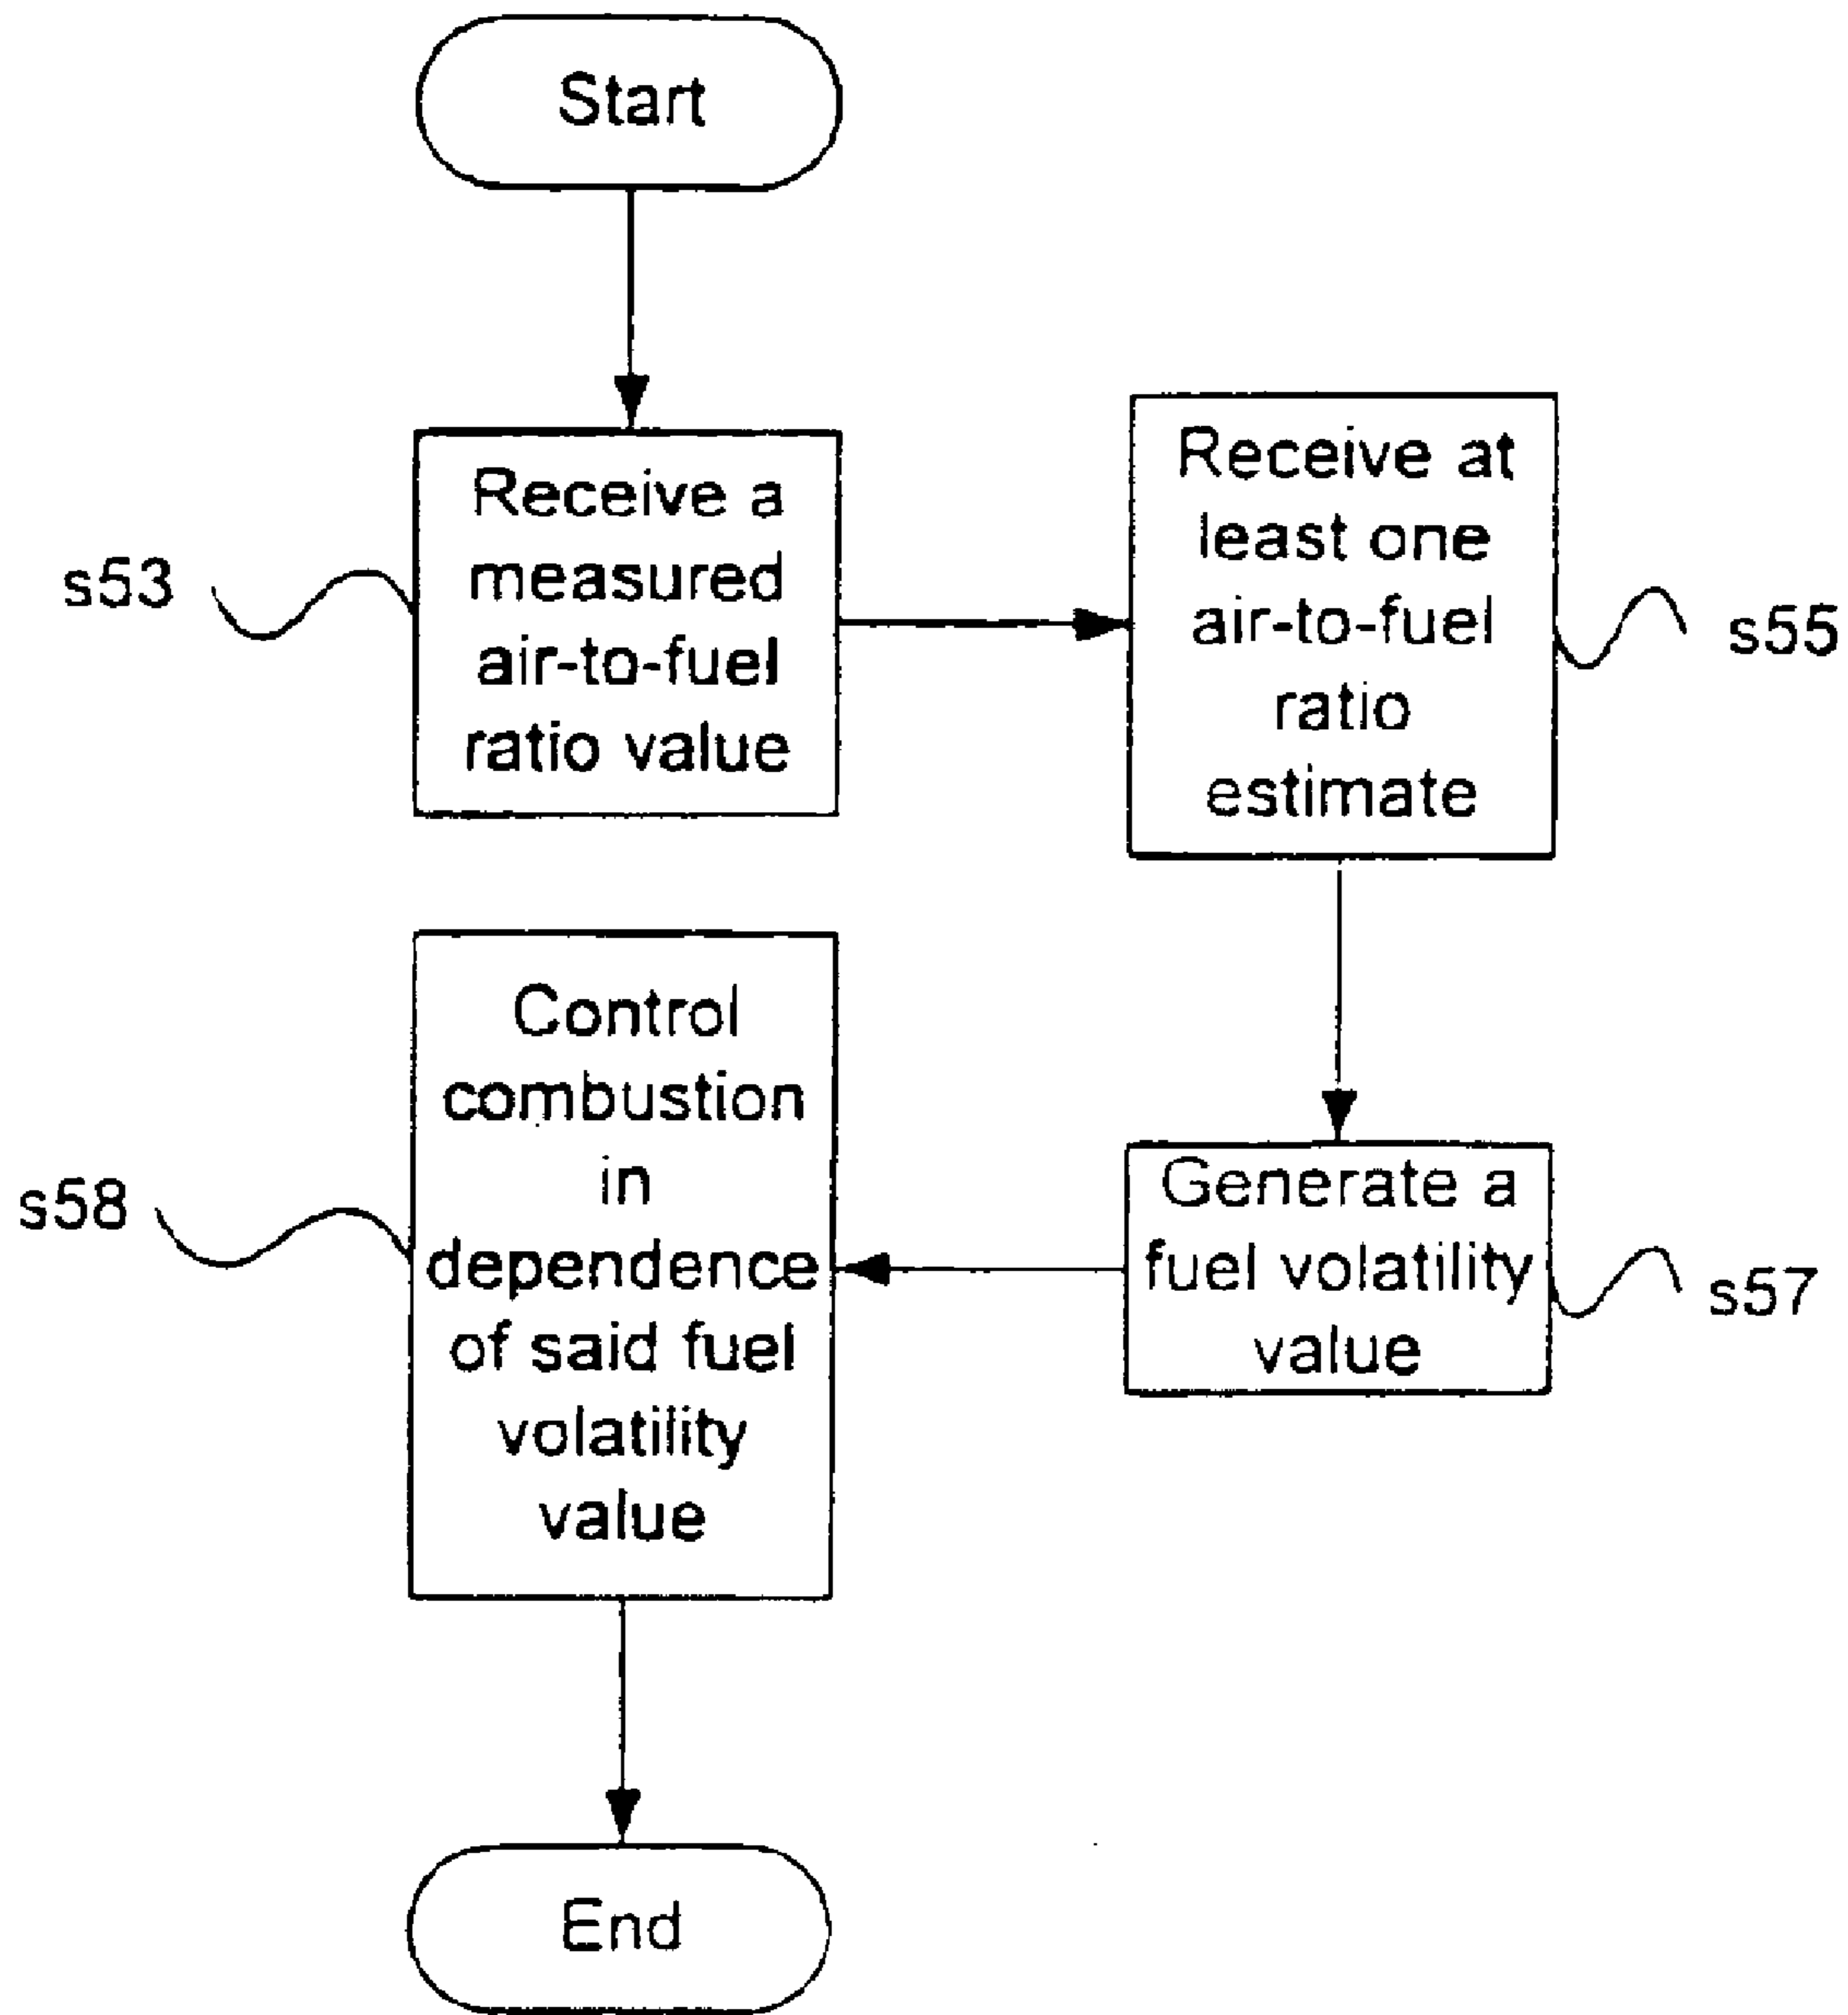 Start
s53
Receive a
measured
air-to-fuel
ratio value
Receive at
least one
air-to-fuel
ratio
estimate
s55
Generate a
fuel volatility
value
s57
s58
Control
combustion
in
dependence
of said fuel
volatility
value
End